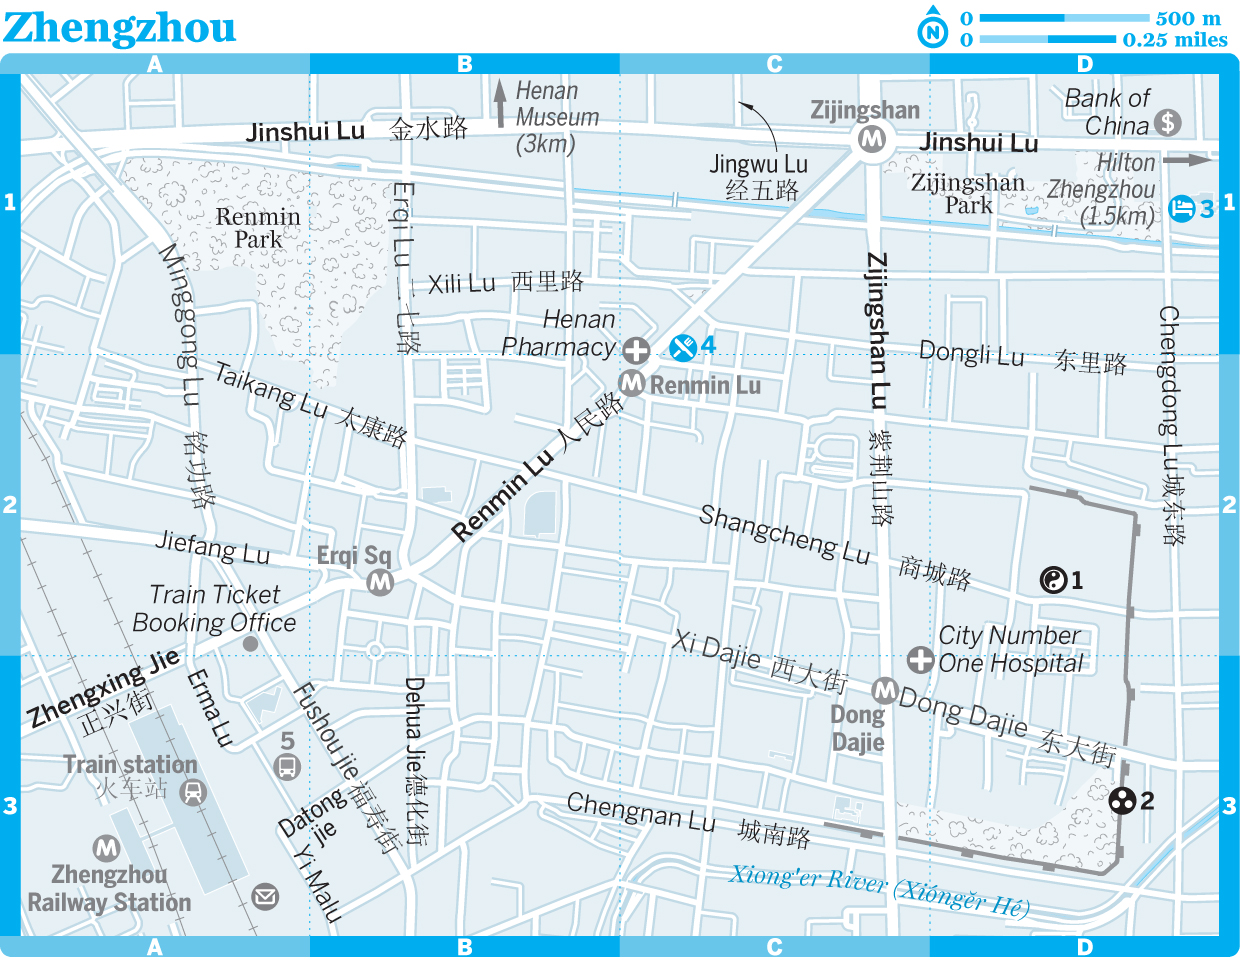 Zhengzhou
N
0 500 m
0 0.25 miles
A B C D
1
2
3
1
2
3
A B C D
Henan
Museum
(3km)
Jinshui Lu 金水路
Zijingshan
M
Jinshui Lu
Bank of
China
$
Hilton
Zhengzhou
(1.5km)
3
Jingwu Lu
经五路
Zijingshan
Park
Renmin
Park
Erqi Lu 二七路
Minggong Lu 铭功路
Xili Lu 西里路
Henan
Pharmacy
4
M
Renmin Lu
Zijingshan Lu 紫荆山路
Dongli Lu 东里路
Chengdong Lu 城东路
Taikang Lu 太康路
Renmin Lu 人民路
Jiefang Lu
Erqi Sq
M
Shangcheng Lu 商城路
1
Train Ticket
Booking Office
City Number
One Hospital
Xi Dajie 西大街
M
Dong
Dajie
Dong Dajie 东大街
Zhengxing Jie
正兴街
Erma Lu
Fushou jie 福寿街
Dehua Jie 德化街
5
Train station
火车站
Datong
jie
Yi Malu
M
Zhengzhou
Railway Station
Chengnan Lu 城南路
2
Xiong'er River (Xióngěr Hé)